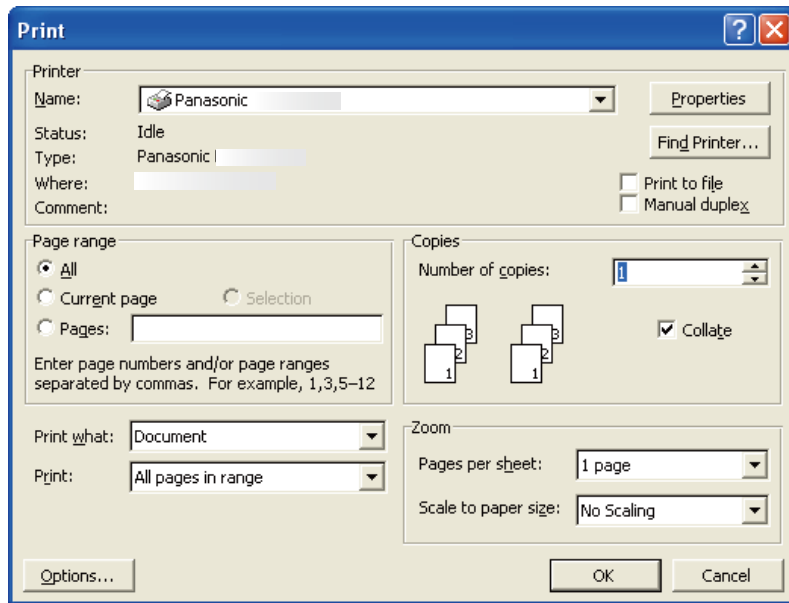 Print
Printer
Name:
Panasonic
Properties
Status:
Idle
Find Printer...
Type:
Panasonic
Where:
Print to file
Comment:
Manual duplex
Page range
All
Current page
Selection
Pages:
Enter page numbers and/or page ranges
separated by commas. For example, 1,3,5–12
Copies
Number of copies:
1
3
2
1
3
2
1
Collate
Print what:
Document
Print:
All pages in range
Zoom
Pages per sheet:
1 page
Scale to paper size:
No Scaling
Options...
OK
Cancel